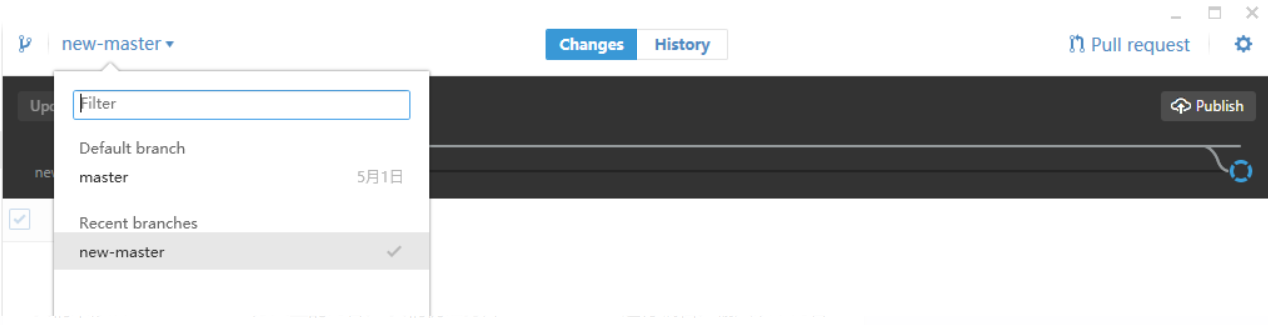 new-master
Changes
History
Pull request
Filter
Publish
Default branch
master 5月1日
Recent branches
new-master